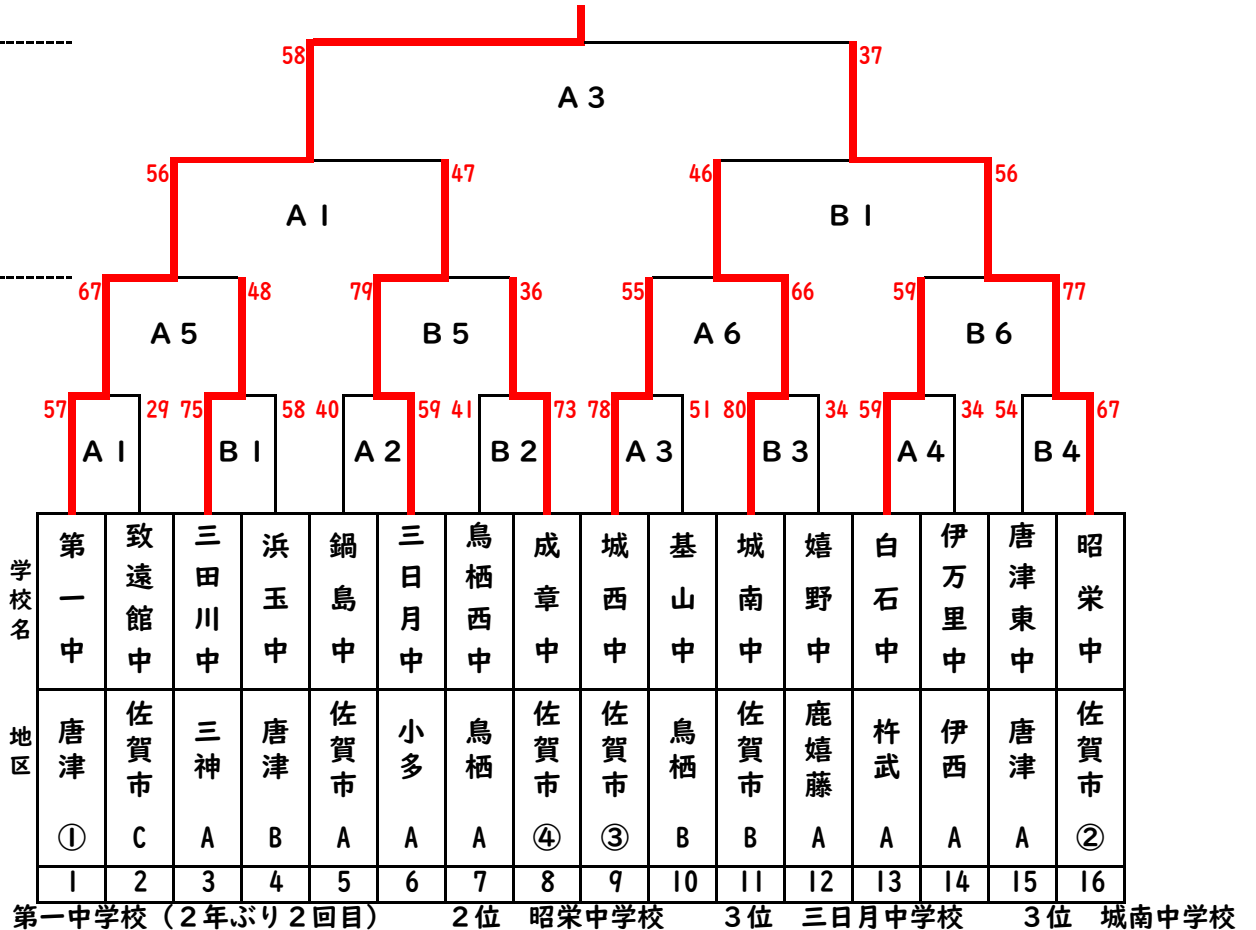 58 37
A3
56 47 46 56
A1 B1
67 48 79 36 55 66 59 77
A5 B5 A6 B6
57 29 75 58 40 59 41 73 78 51 80 34 59 34 54 67
A1 B1 A2 B2 A3 B3 A4 B4
学校名 第一中 致遠館中 三田川中 浜玉中 鍋島中 三日月中 鳥栖西中 成章中 城西中 基山中 城南中 嬉野中 白石中 伊万里中 唐津東中 昭栄中
地区 唐津 佐賀市 三神 唐津 佐賀市 小多 鳥栖 佐賀市 佐賀市 鳥栖 佐賀市 鹿嬉藤 杵武 伊西 唐津 佐賀市
① C A B A A A ④ ③ B B A A A A ②
1 2 3 4 5 6 7 8 9 10 11 12 13 14 15 16
第一中学校（２年ぶり２回目） ２位 昭栄中学校 ３位 三日月中学校 ３位 城南中学校